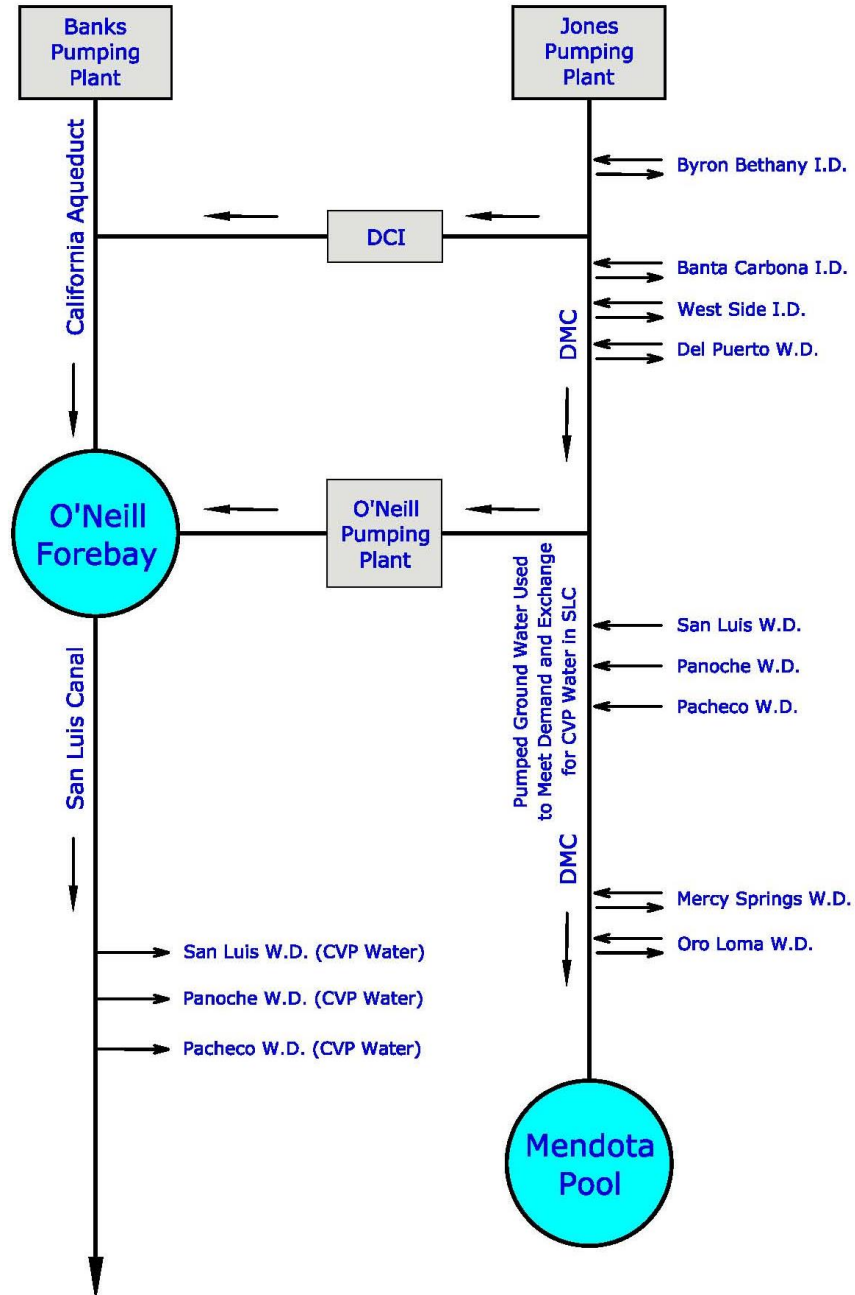 Banks
Pumping
Plant
Jones
Pumping
Plant
California Aqueduct
Byron Bethany I.D.
DCI
Banta Carbona I.D.
West Side I.D.
Del Puerto W.D.
DMC
O'Neill
Forebay
O'Neill
Pumping
Plant
Pumped Ground Water Used
to Meet Demand and Exchange
for CVP Water in SLC
San Luis W.D.
Panoche W.D.
Pacheco W.D.
San Luis Canal
DMC
Mercy Springs W.D.
Oro Loma W.D.
San Luis W.D. (CVP Water)
Panoche W.D. (CVP Water)
Pacheco W.D. (CVP Water)
Mendota
Pool